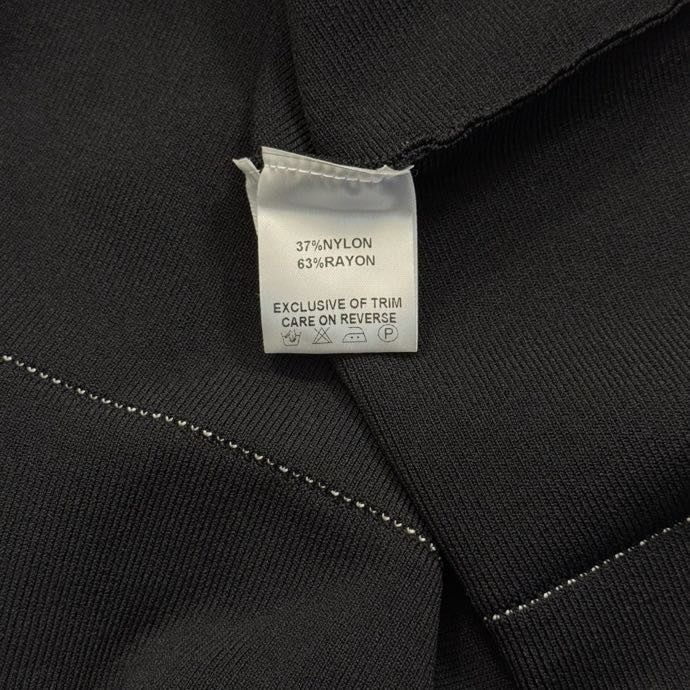 37%NYLON
63%RAYON
EXCLUSIVE OF TRIM
CARE ON REVERSE
P